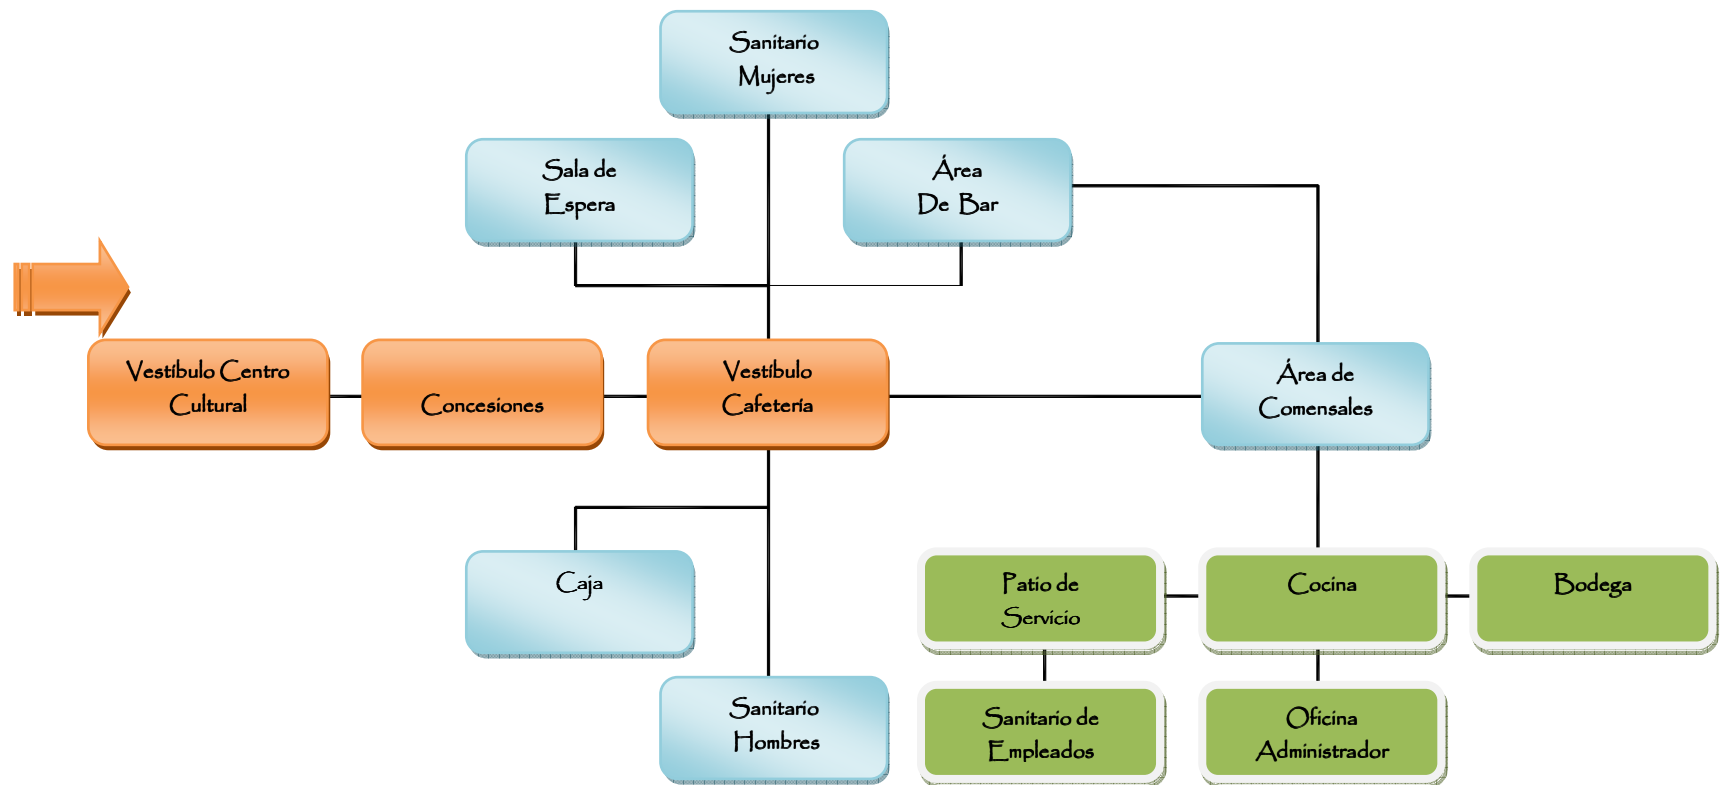 Sanitario
Mujeres
Sala de
Espera
Área
De Bar
Vestíbulo Centro
Cultural
Concesiones
Vestíbulo
Cafetería
Área de
Comensales
Caja
Patio de
Servicio
Cocina
Bodega
Sanitario
Hombres
Sanitario de
Empleados
Oficina
Administrador